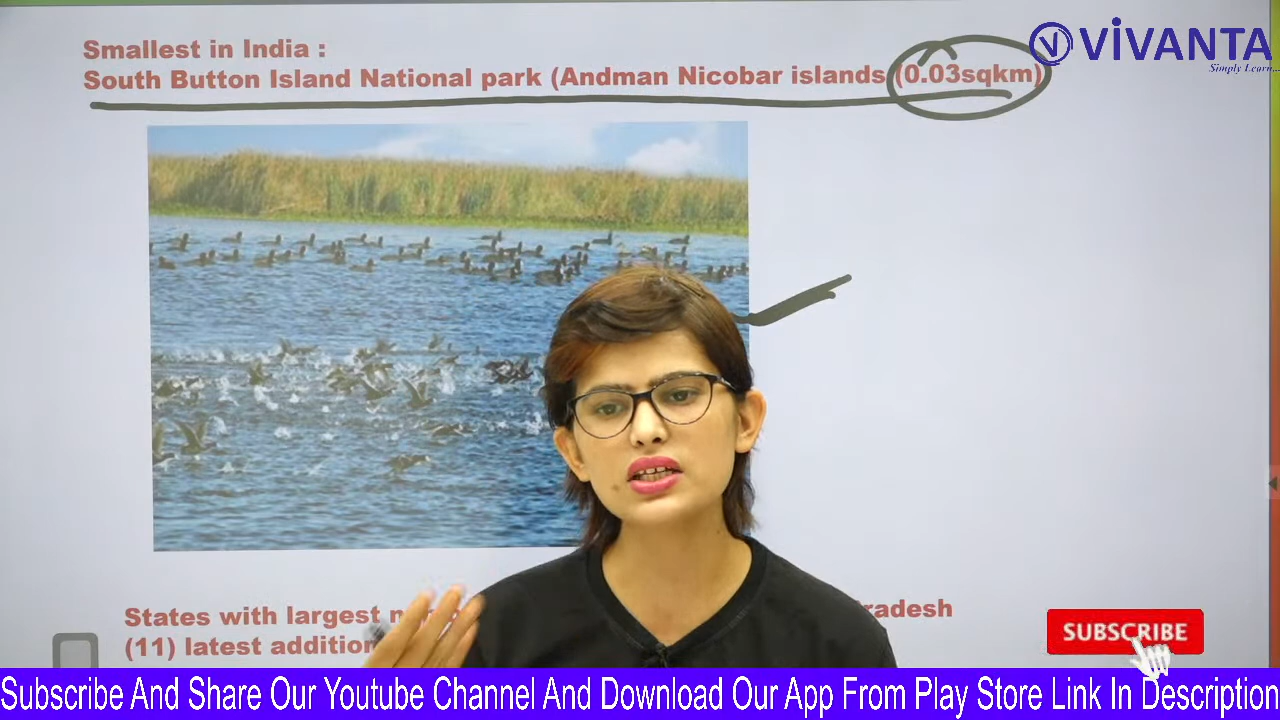 Smallest in India :
South Button Island National park (Andman Nicobar islands (0.03sqkm)
VIVANTA
Simply Learn...
States with largest
(11) latest addition
SUBSCRIBE
Subscribe And Share Our Youtube Channel And Download Our App From Play Store Link In Description